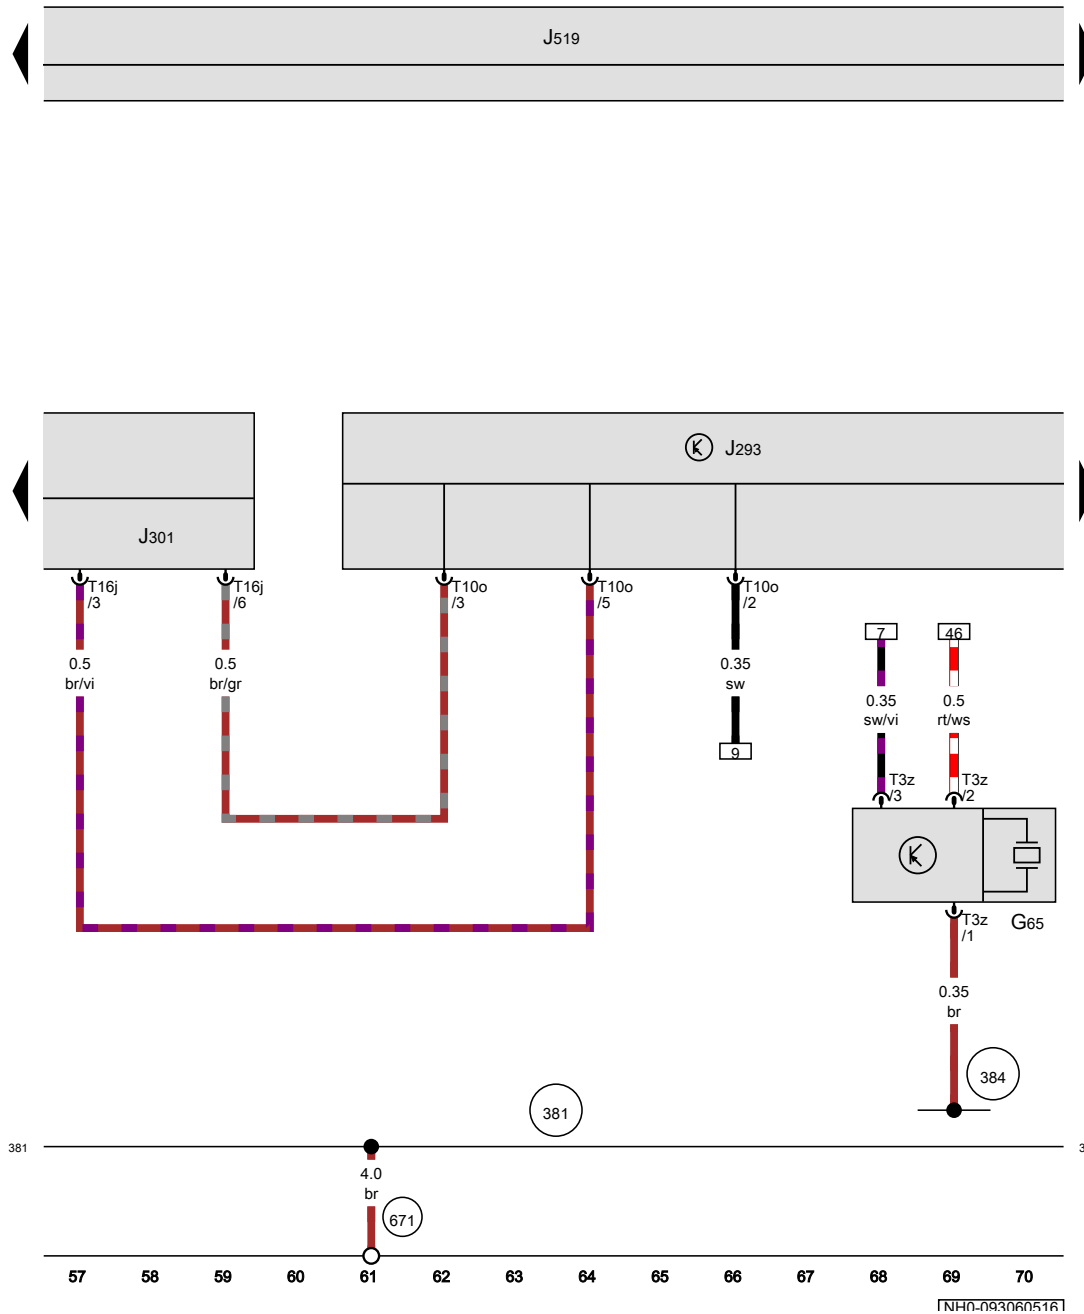 J519
J293
J301
T16j
/3
T16j
/6
T10o
/3
T10o
/5
T10o
/2
7
46
0.5
br/vi
0.5
br/gr
0.35
sw
0.35
sw/vi
0.5
rt/ws
9
T3z
/3
T3z
/2
T3z
/1
G65
0.35
br
384
381
381
3
4.0
br
671
57 58 59 60 61 62 63 64 65 66 67 68 69 70
NH0-093060516